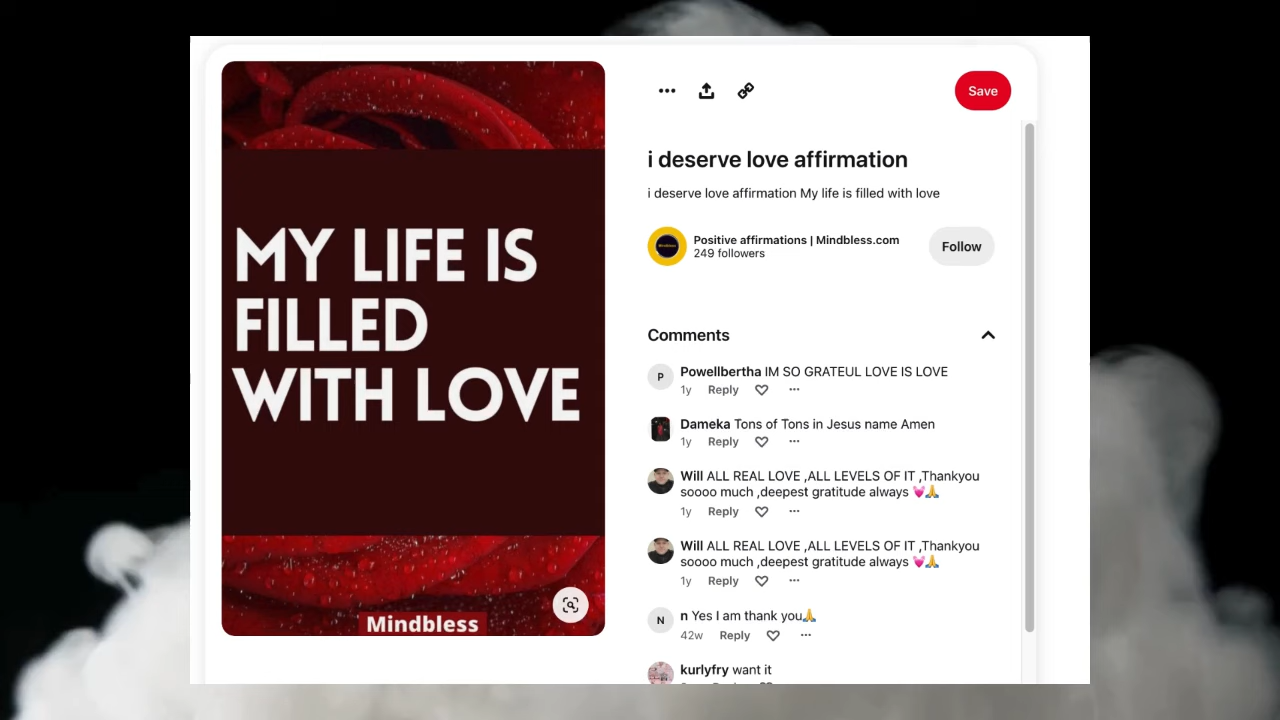 MY LIFE IS
FILLED
WITH LOVE
Mindbless
Save
i deserve love affirmation
i deserve love affirmation My life is filled with love
Positive affirmations | Mindbless.com
249 followers
Follow
Comments
P
Powellbertha IM SO GRATEUL LOVE IS LOVE
1y Reply
Dameka Tons of Tons in Jesus name Amen
1y Reply
Will ALL REAL LOVE ,ALL LEVELS OF IT ,Thankyou
soooo much ,deepest gratitude always 💓🙏
1y Reply
Will ALL REAL LOVE ,ALL LEVELS OF IT ,Thankyou
soooo much ,deepest gratitude always 💓🙏
1y Reply
N
n Yes I am thank you🙏
42w Reply
kurlyfry want it